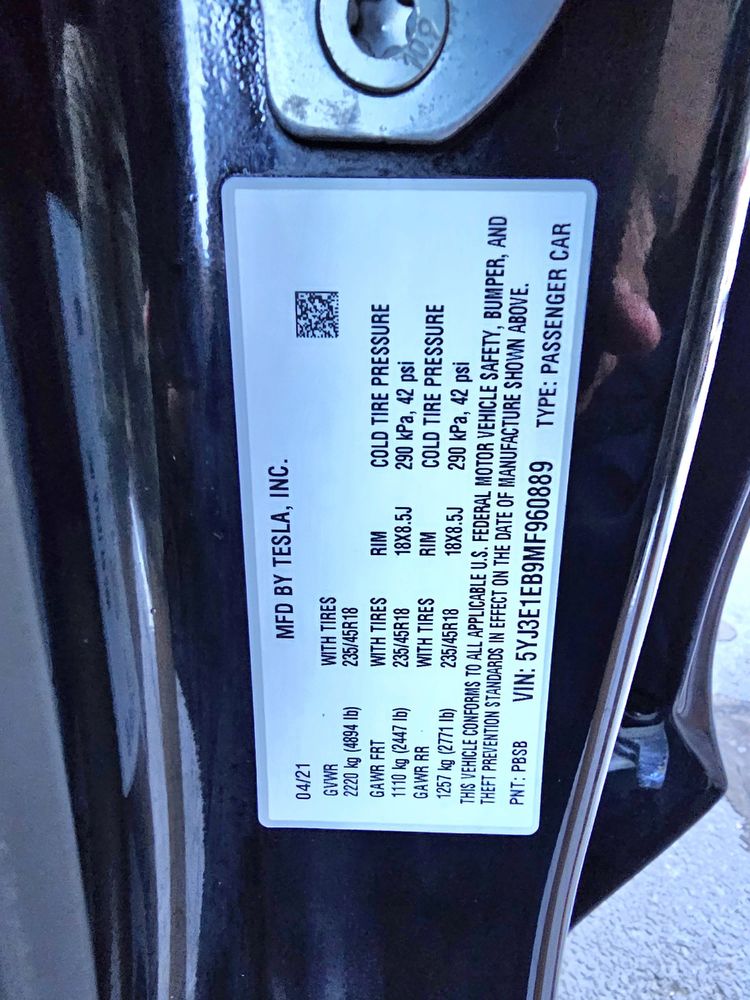 MFD BY TESLA, INC.
04/21
GVWR WITH TIRES
2220 kg (4894 lb) 235/45R18
GAWR FRT WITH TIRES RIM COLD TIRE PRESSURE
1110 kg (2447 lb) 235/45R18 18X8.5J 290 kPa, 42 psi
GAWR RR WITH TIRES RIM COLD TIRE PRESSURE
1257 kg (2771 lb) 235/45R18 18X8.5J 290 kPa, 42 psi
THIS VEHICLE CONFORMS TO ALL APPLICABLE U.S. FEDERAL MOTOR VEHICLE SAFETY, BUMPER, AND
THEFT PREVENTION STANDARDS IN EFFECT ON THE DATE OF MANUFACTURE SHOWN ABOVE.
PNT: PBSB VIN: 5YJ3E1EB9MF960889 TYPE: PASSENGER CAR